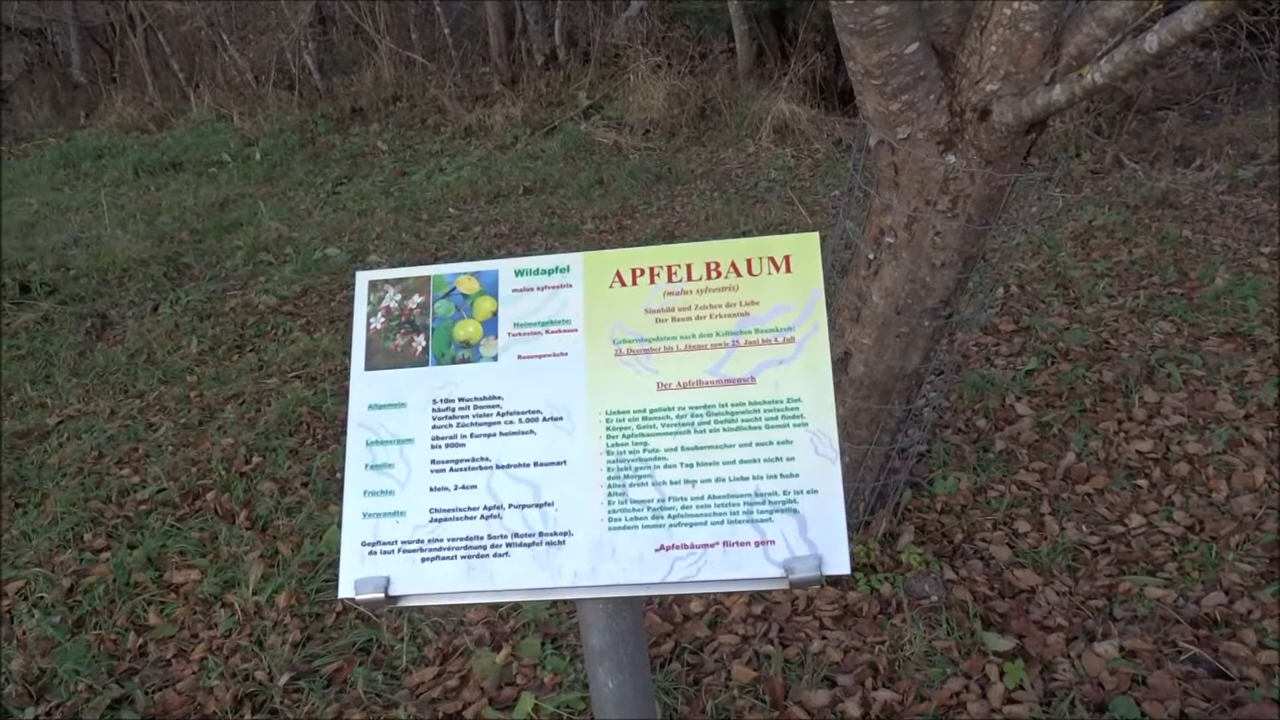 Wildapfel
malus sylvestris
Heimatgebiete:
Turkestan, Kaukasus
Rosengewächs
Allgemein:
5-10m Wuchshöhe,
häufig mit Dornen,
Vorfahren vieler Apfelsorten,
durch Züchtungen ca. 5.000 Arten
Lebensraum:
überall in Europa heimisch,
bis 900m
Familie:
Rosengewächs,
vom Aussterben bedrohte Baumart
Früchte:
klein, 2-4cm
Verwandte:
Chinesischer Apfel, Purpurapfel
Japanischer Apfel,
Gepflanzt wurde eine veredelte Sorte (Roter Boskop),
da laut Feuerbrandverordnung der Wildapfel nicht
gepflanzt werden darf.
APFELBAUM
(malus sylvestris)
Sinnbild und Zeichen der Liebe
Der Baum der Erkenntnis
Geburtstagsdatum nach dem Keltischen Baumkreis:
23. Dezember bis 1. Jänner sowie 25. Juni bis 4. Juli
Der Apfelbaummensch
· Lieben und geliebt zu werden ist sein höchstes Ziel.
· Er ist ein Mensch, der das Gleichgewicht zwischen
Körper, Geist, Verstand und Gefühl sucht und findet.
· Der Apfelbaummensch hat ein kindliches Gemüt sein
Leben lang.
· Er ist ein Putz- und Saubermacher und auch sehr
naturverbunden.
· Er lebt gern in den Tag hinein und denkt nicht an
den Morgen.
· Alles dreht sich bei ihm um die Liebe bis ins hohe
Alter.
· Er ist immer zu Flirts und Abenteuern bereit. Er ist ein
zärtlicher Partner, der sein letztes Hemd hergibt.
· Das Leben des Apfelmenschen ist nie langweilig,
sondern immer aufregend und interessant.
„Apfelbäume“ flirten gern